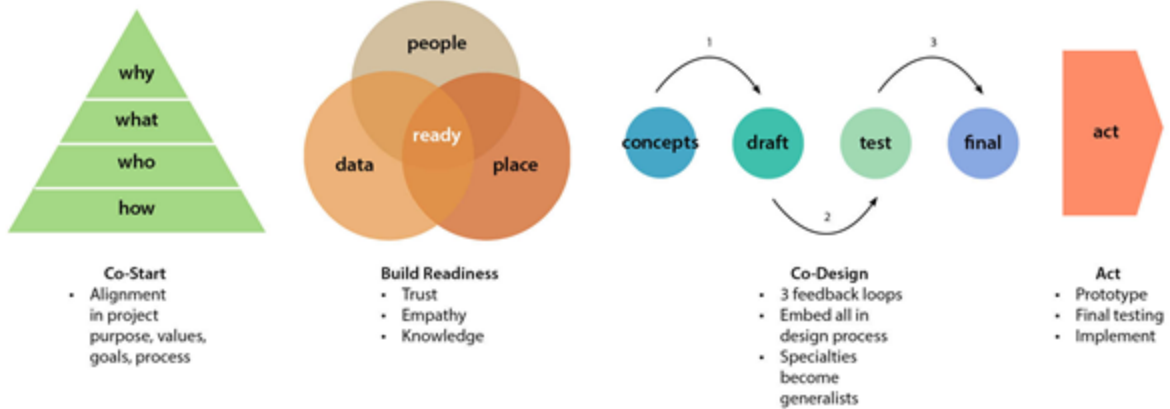 why
what
who
how
Co-Start
• Alignment
in project
purpose, values,
goals, process
people
ready
data
place
Build Readiness
• Trust
• Empathy
• Knowledge
1
3
concepts
draft
test
final
2
Co-Design
• 3 feedback loops
• Embed all in
design process
• Specialties
become
generalists
act
Act
• Prototype
• Final testing
• Implement